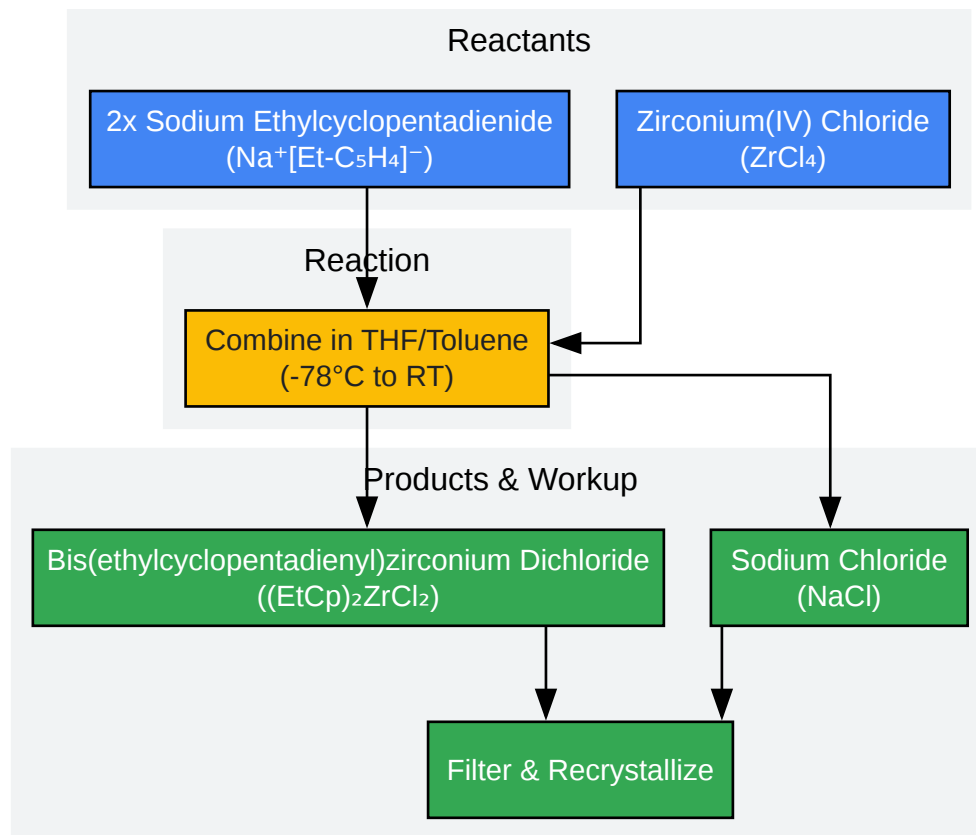 Reactants
2x Sodium Ethylcyclopentadienide
(Na⁺[Et-C₅H₄]⁻)
Zirconium(IV) Chloride
(ZrCl₄)
Reaction
Combine in THF/Toluene
(-78°C to RT)
Products & Workup
Bis(ethylcyclopentadienyl)zirconium Dichloride
((EtCp)₂ZrCl₂)
Sodium Chloride
(NaCl)
Filter & Recrystallize